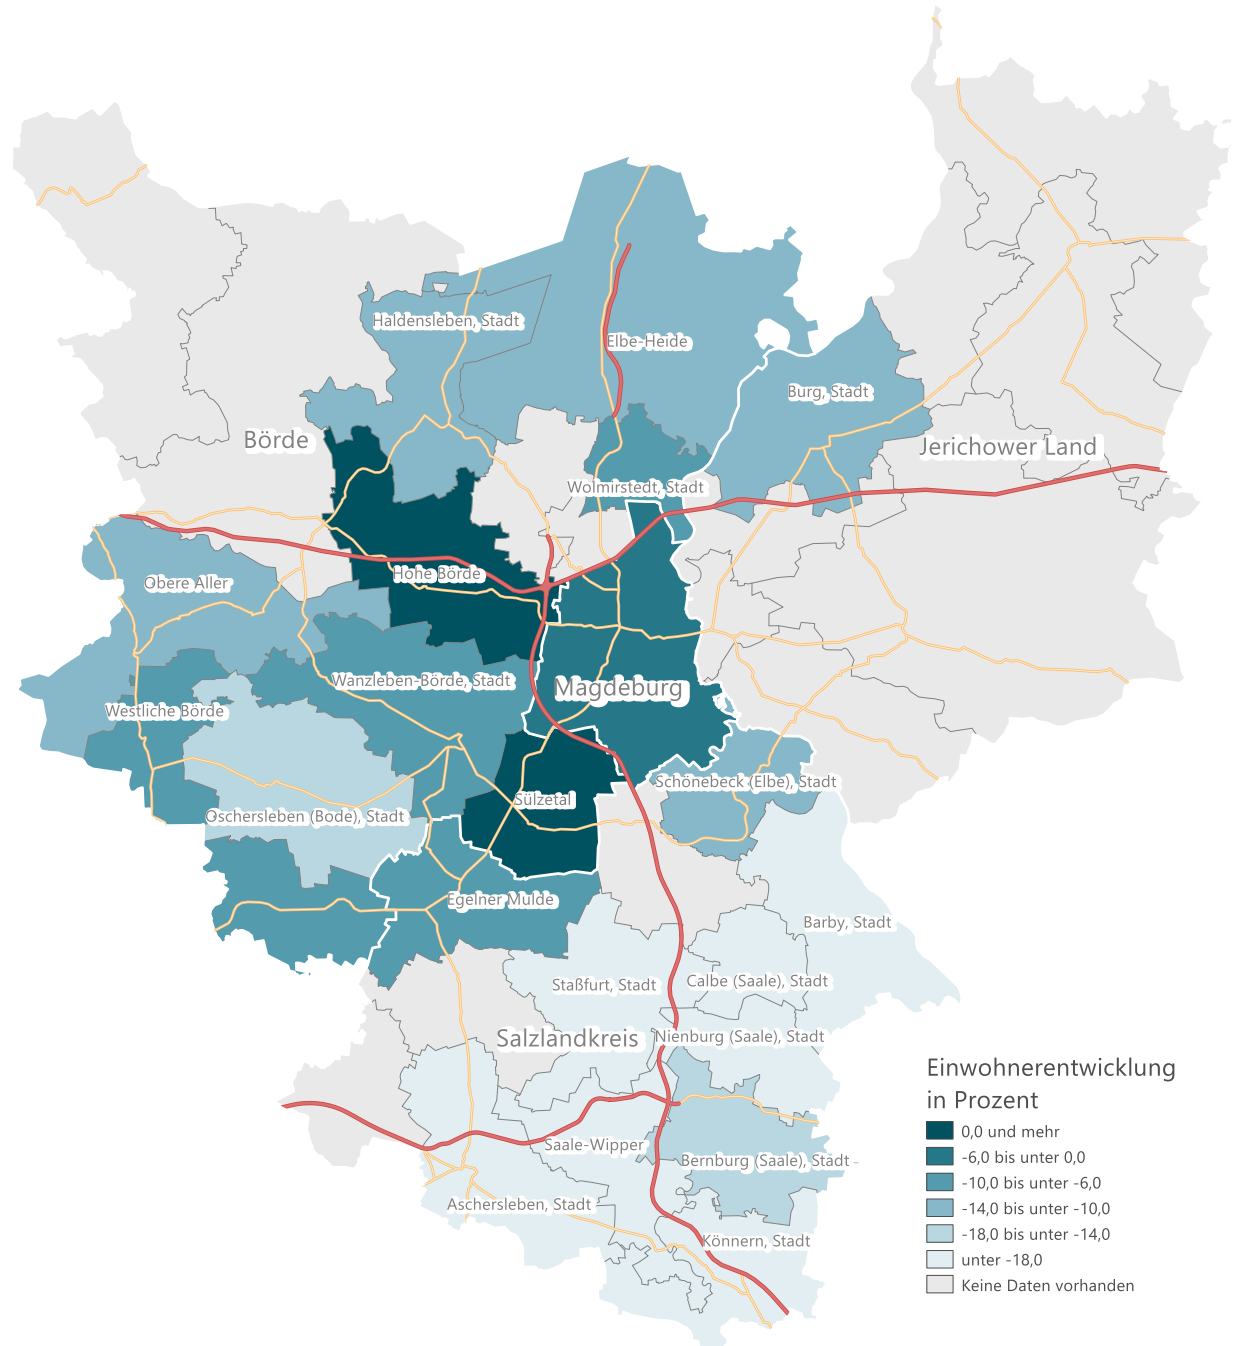 Haldensleben, Stadt
Elbe-Heide
Burg, Stadt
Börde
Jerichower Land
Wolmirstedt, Stadt
Hohe Börde
Obere Aller
Wanzleben-Börde, Stadt
Magdeburg
Westliche Börde
Schönebeck (Elbe), Stadt
Sülzetal
Oschersleben (Bode), Stadt
Egelner Mulde
Barby, Stadt
Staßfurt, Stadt
Calbe (Saale), Stadt
Salzlandkreis
Nienburg (Saale), Stadt
Saale-Wipper
Bernburg (Saale), Stadt
Aschersleben, Stadt
Könnern, Stadt
Einwohnerentwicklung
in Prozent
0,0 und mehr
-6,0 bis unter 0,0
-10,0 bis unter -6,0
-14,0 bis unter -10,0
-18,0 bis unter -14,0
unter -18,0
Keine Daten vorhanden